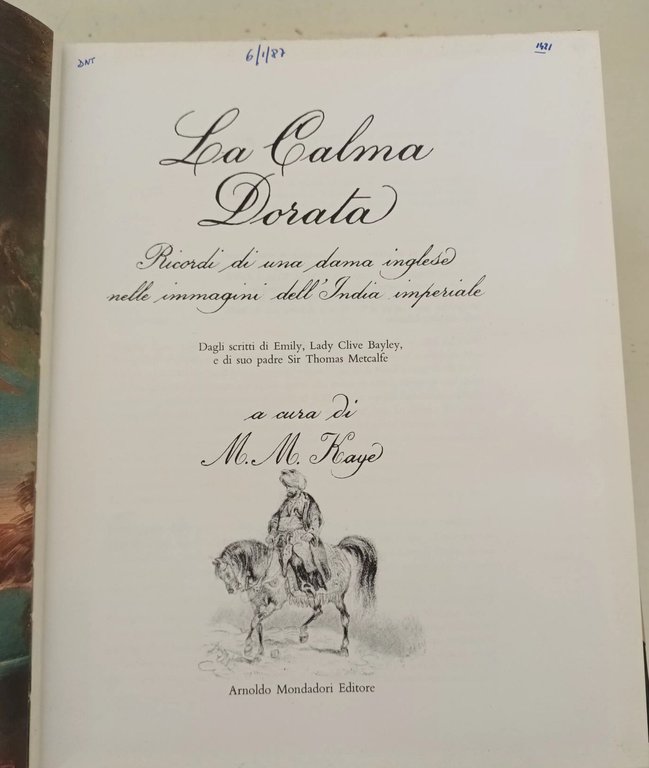 DNT 6/1/87 1421
La Calma
Dorata
Ricordi di una dama inglese
nelle immagini dell'India imperiale
Dagli scritti di Emily, Lady Clive Bayley,
e di suo padre Sir Thomas Metcalfe
a cura di
M. M. Kaye
Arnoldo Mondadori Editore